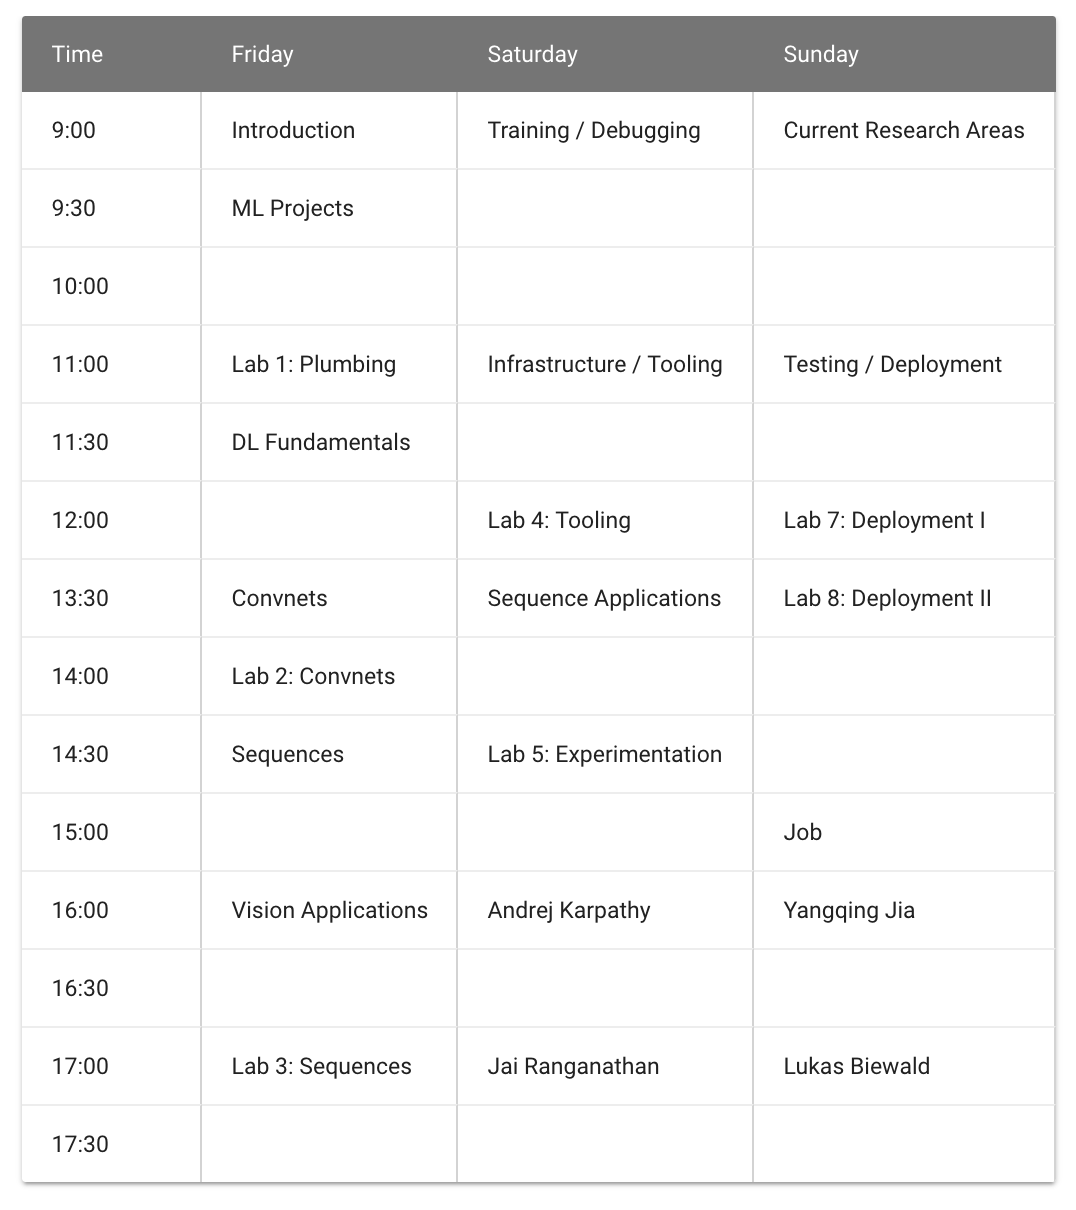 Time Friday Saturday Sunday
9:00 Introduction Training / Debugging Current Research Areas
9:30 ML Projects
10:00
11:00 Lab 1: Plumbing Infrastructure / Tooling Testing / Deployment
11:30 DL Fundamentals
12:00 Lab 4: Tooling Lab 7: Deployment I
13:30 Convnets Sequence Applications Lab 8: Deployment II
14:00 Lab 2: Convnets
14:30 Sequences Lab 5: Experimentation
15:00 Job
16:00 Vision Applications Andrej Karpathy Yangqing Jia
16:30
17:00 Lab 3: Sequences Jai Ranganathan Lukas Biewald
17:30